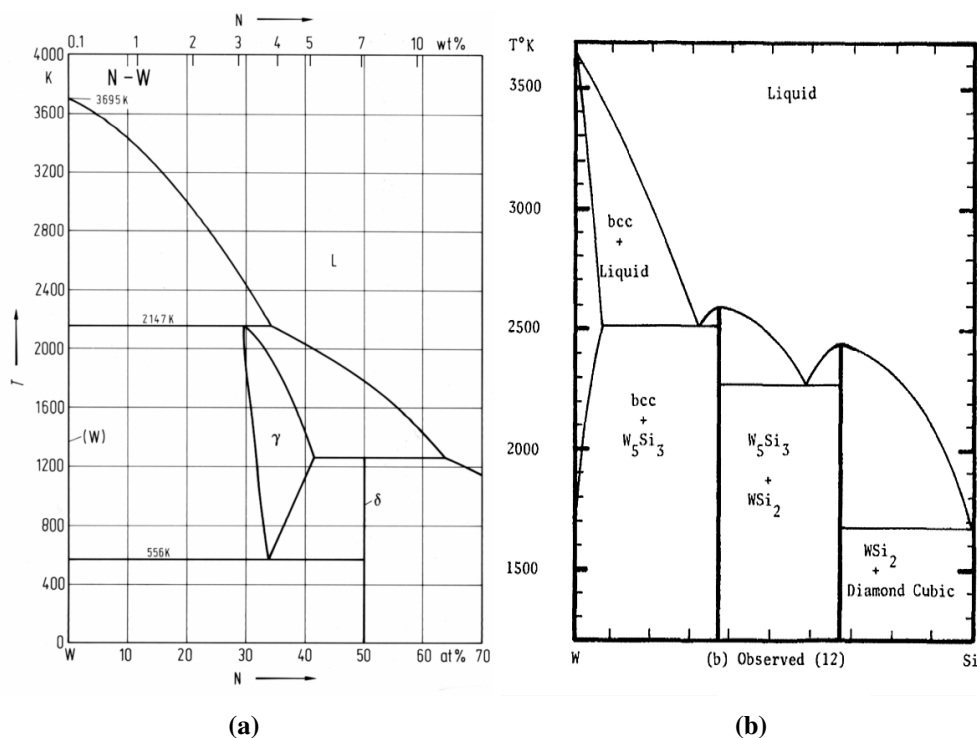 N
0.1 1 2 3 4 5 7 10 wt%
4000
K
N – W
3695K
3600
3200
2800
L
2400
2147K
2000
T
1600
γ
(W)
1200
δ
800
556K
400
0
W 10 20 30 40 50 60 at% 70
N
(a)
T°K
3500
Liquid
3000
bcc
+
Liquid
2500
bcc
+
W5Si3
W5Si3
+
WSi2
2000
1500
WSi2
+
Diamond Cubic
W (b) Observed (12) Si
(b)